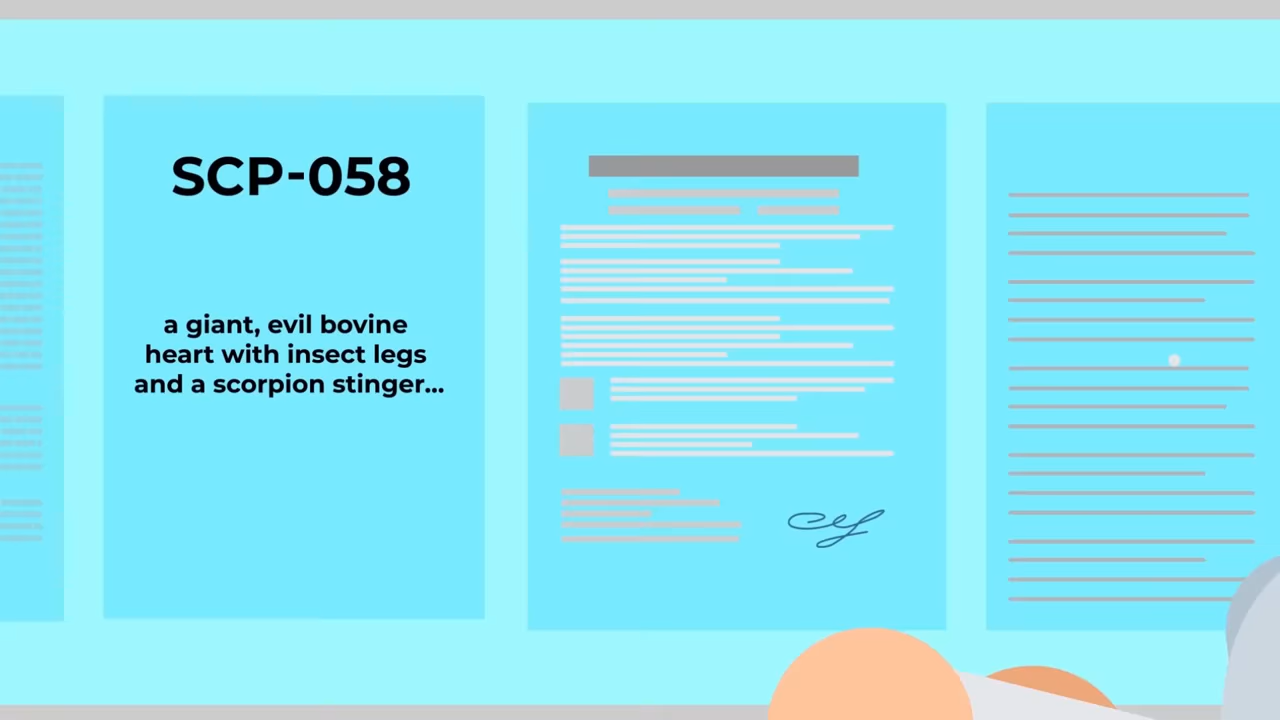 SCP-058
a giant, evil bovine
heart with insect legs
and a scorpion stinger...